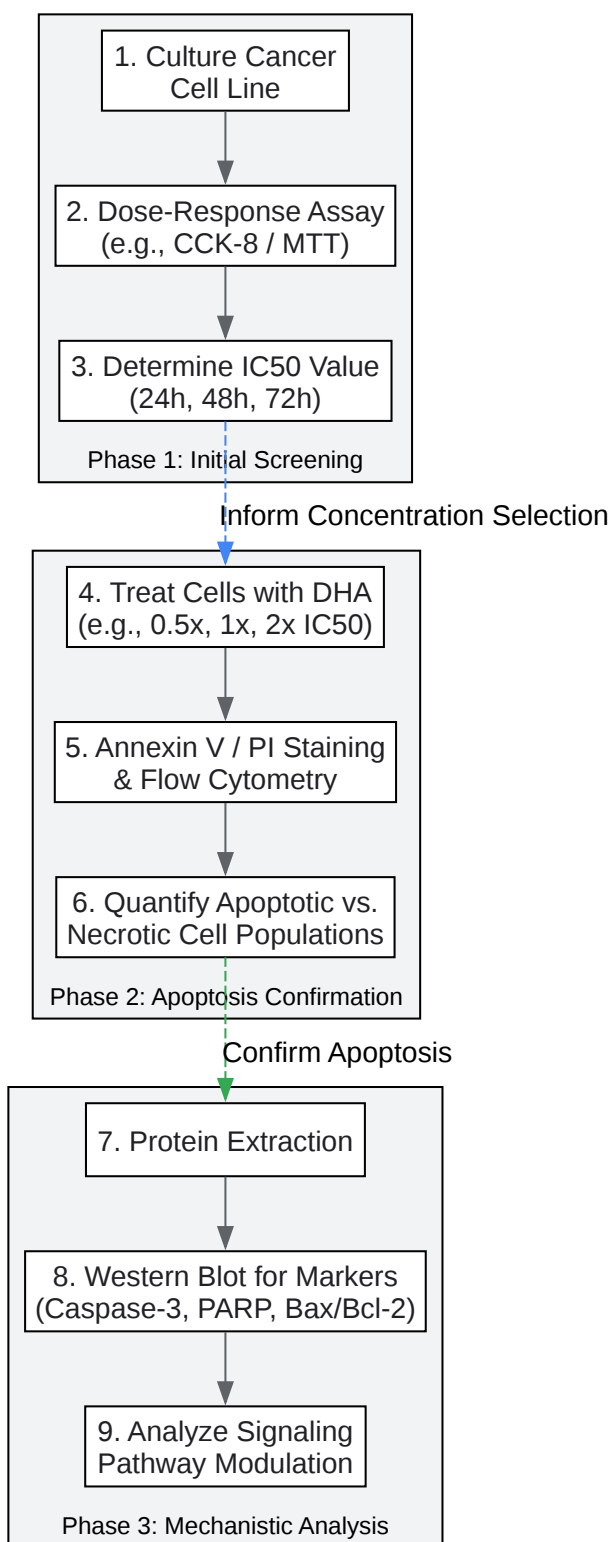 1. Culture Cancer
Cell Line
2. Dose-Response Assay
(e.g., CCK-8 / MTT)
3. Determine IC50 Value
(24h, 48h, 72h)
Phase 1: Initial Screening
Inform Concentration Selection
4. Treat Cells with DHA
(e.g., 0.5x, 1x, 2x IC50)
5. Annexin V / PI Staining
& Flow Cytometry
6. Quantify Apoptotic vs.
Necrotic Cell Populations
Phase 2: Apoptosis Confirmation
Confirm Apoptosis
7. Protein Extraction
8. Western Blot for Markers
(Caspase-3, PARP, Bax/Bcl-2)
9. Analyze Signaling
Pathway Modulation
Phase 3: Mechanistic Analysis